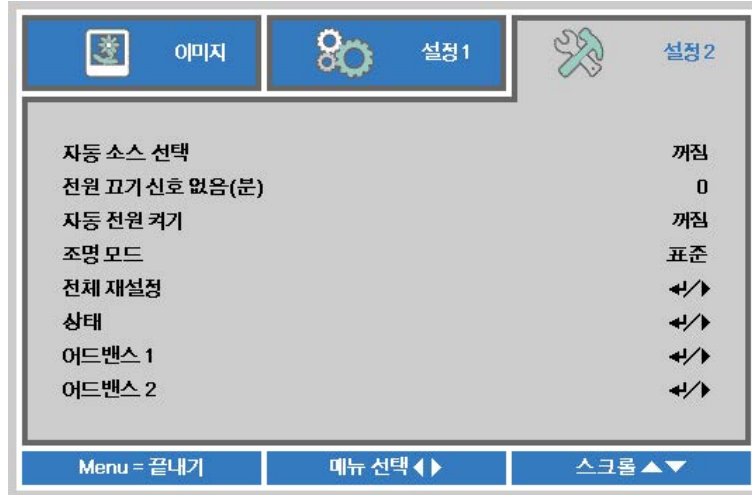 이미지 설정 1 설정 2
자동 소스 선택 꺼짐
전원 끄기 신호 없음(분) 0
자동 전원 켜기 꺼짐
조명 모드 표준
전체 재설정 ↵/▶
상태 ↵/▶
어드밴스 1 ↵/▶
어드밴스 2 ↵/▶
Menu = 끝내기 메뉴 선택 ◀ ▶ 스크롤 ▲▼